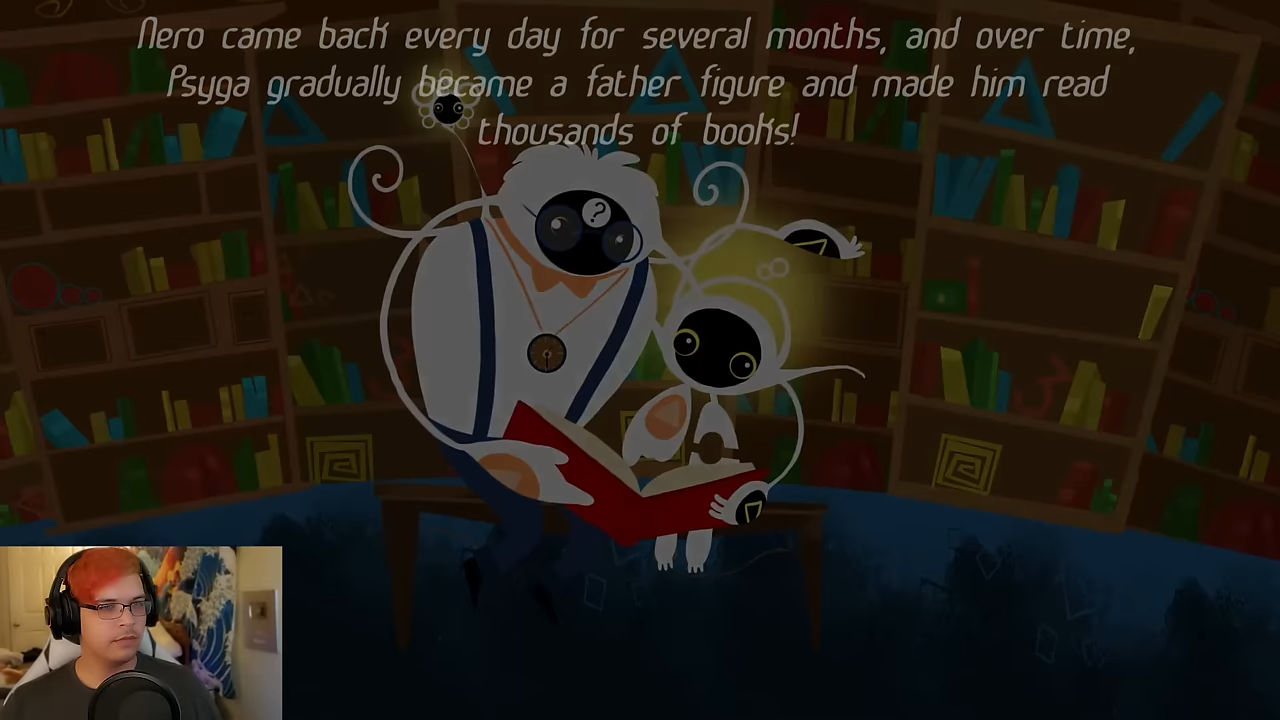 Nero came back every day for several months, and over time,
Psyga gradually became a father figure and made him read
thousands of books!
?